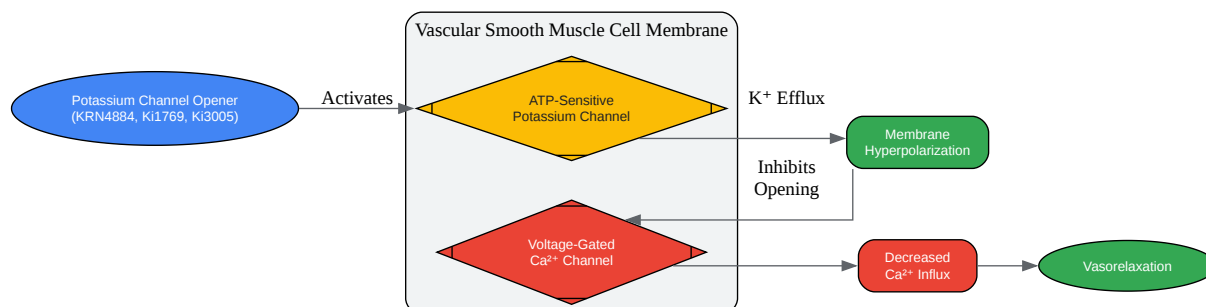 Vascular Smooth Muscle Cell Membrane
Potassium Channel Opener
(KRN4884, Ki1769, Ki3005)
Activates
ATP-Sensitive
Potassium Channel
K⁺ Efflux
Membrane
Hyperpolarization
Inhibits
Opening
Voltage-Gated
Ca²⁺ Channel
Decreased
Ca²⁺ Influx
Vasorelaxation